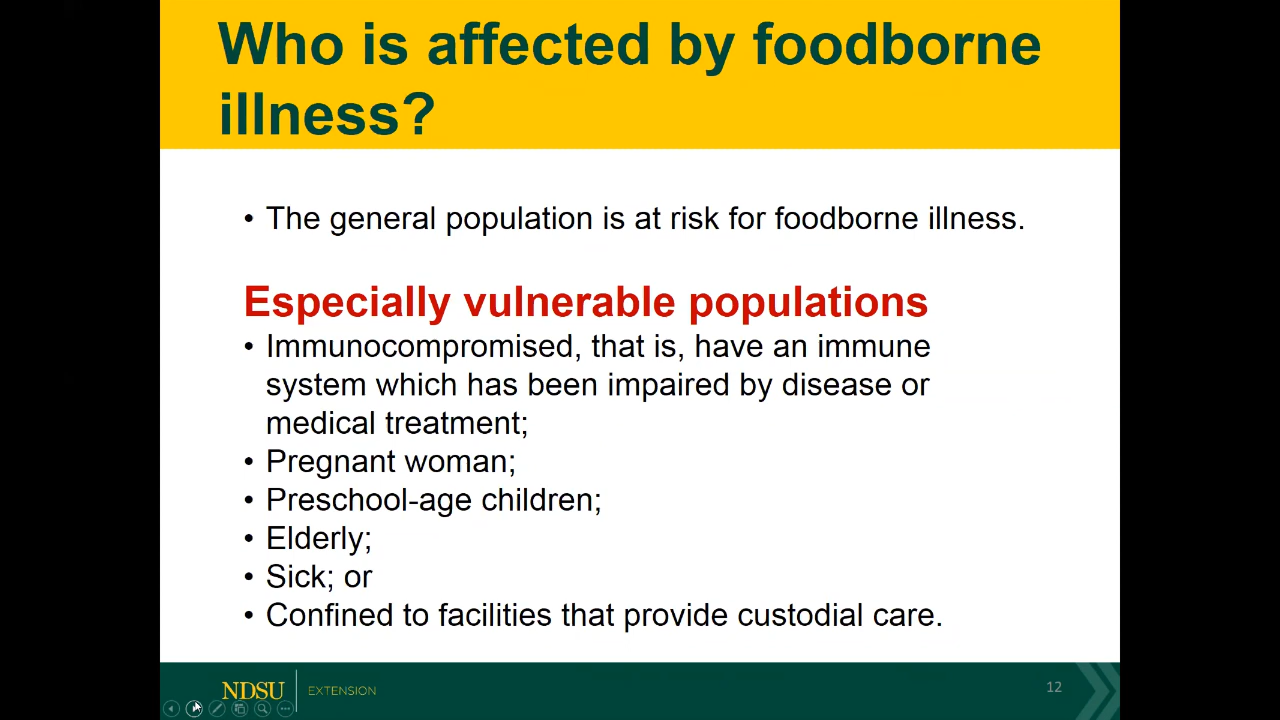 Who is affected by foodborne
illness?
• The general population is at risk for foodborne illness.
Especially vulnerable populations
• Immunocompromised, that is, have an immune
system which has been impaired by disease or
medical treatment;
• Pregnant woman;
• Preschool-age children;
• Elderly;
• Sick; or
• Confined to facilities that provide custodial care.
NDSU EXTENSION
12